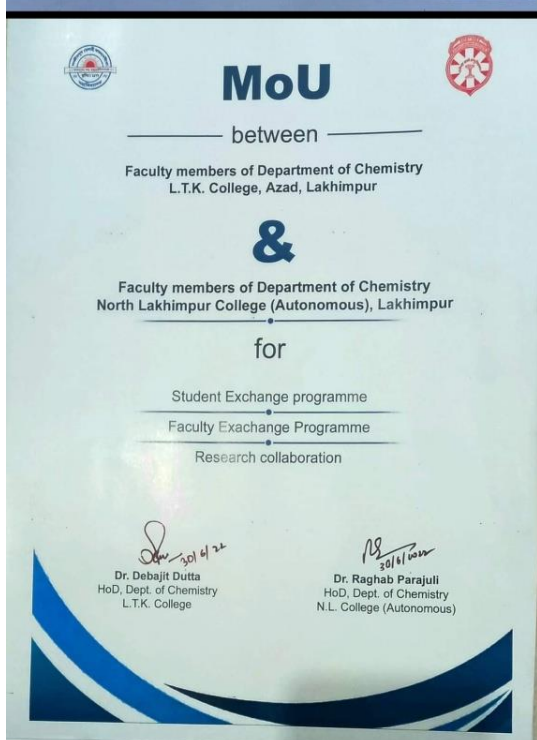 MoU
between
Faculty members of Department of Chemistry
L.T.K. College, Azad, Lakhimpur
&
Faculty members of Department of Chemistry
North Lakhimpur College (Autonomous), Lakhimpur
for
Student Exchange programme
Faculty Exachange Programme
Research collaboration
30/6/22
Dr. Debajit Dutta
HoD, Dept. of Chemistry
L.T.K. College
30/6/2022
Dr. Raghab Parajuli
HoD, Dept. of Chemistry
N.L. College (Autonomous)